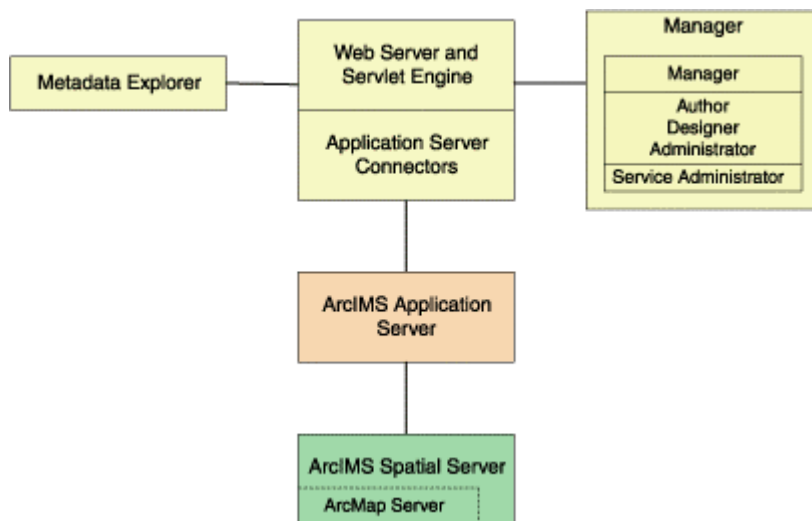 Metadata Explorer
Web Server and
Servlet Engine
Application Server
Connectors
Manager
Manager
Author
Designer
Administrator
Service Administrator
ArcIMS Application
Server
ArcIMS Spatial Server
ArcMap Server